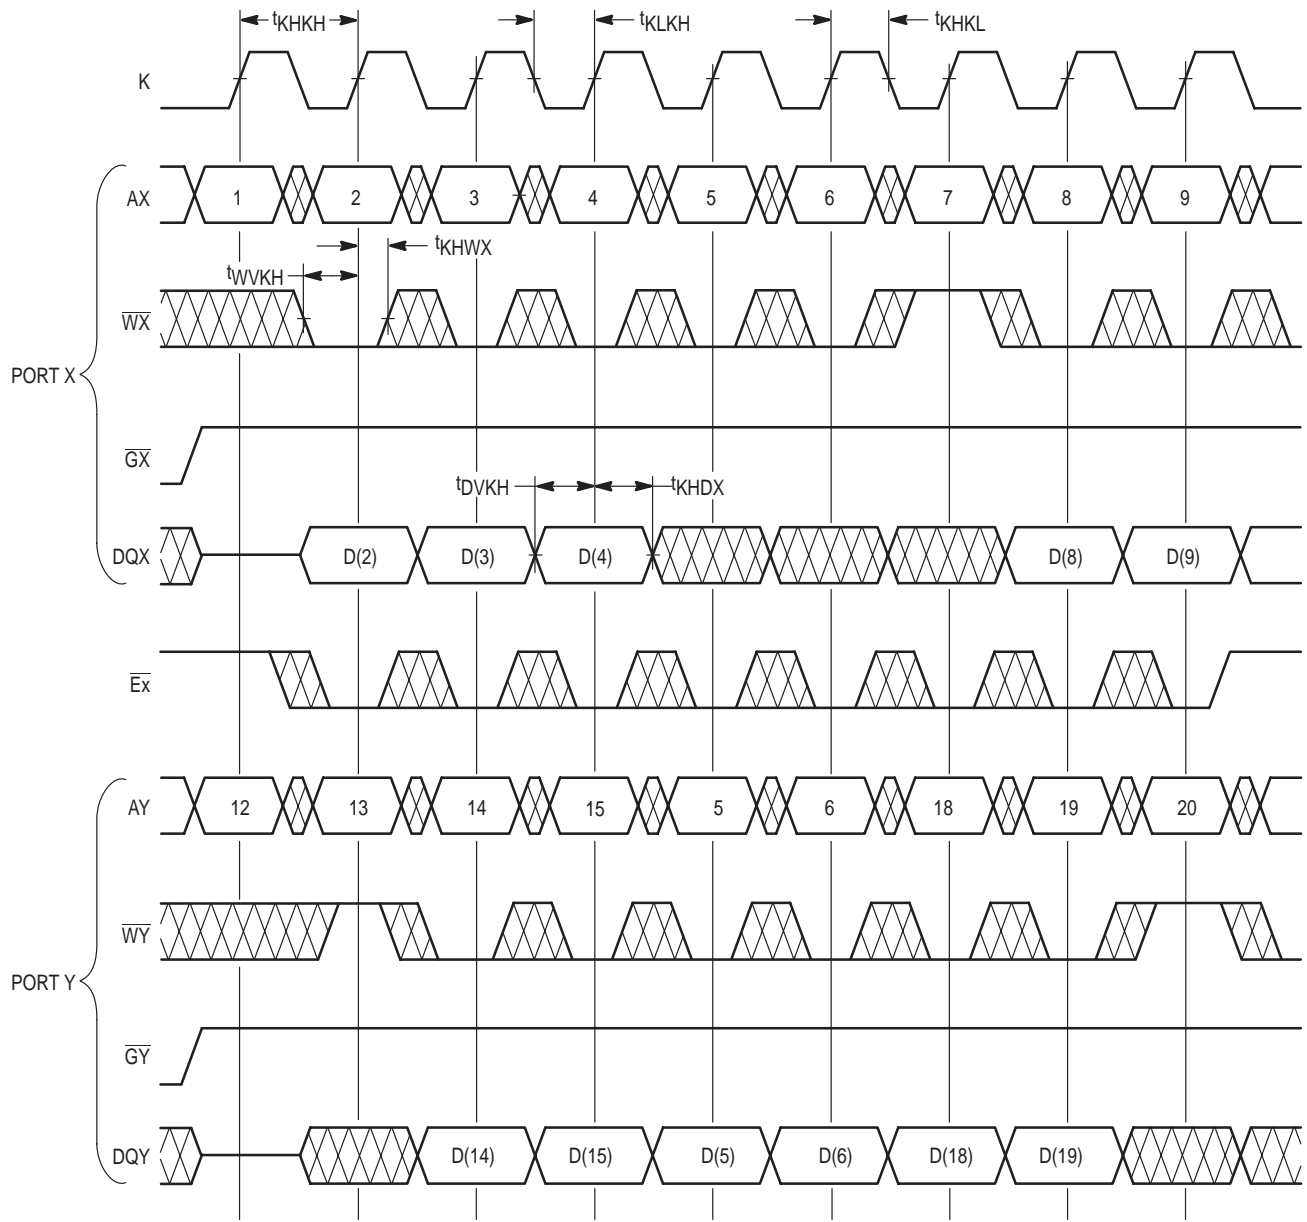 tKHKH tKLKH tKHKL
K
AX 1 2 3 4 5 6 7 8 9
tKHWX
tWVKH
WX
PORT X
GX
tDVKH tKHDX
DQX D(2) D(3) D(4) D(8) D(9)
Ex
AY 12 13 14 15 5 6 18 19 20
WY
PORT Y
GY
DQY D(14) D(15) D(5) D(6) D(18) D(19)